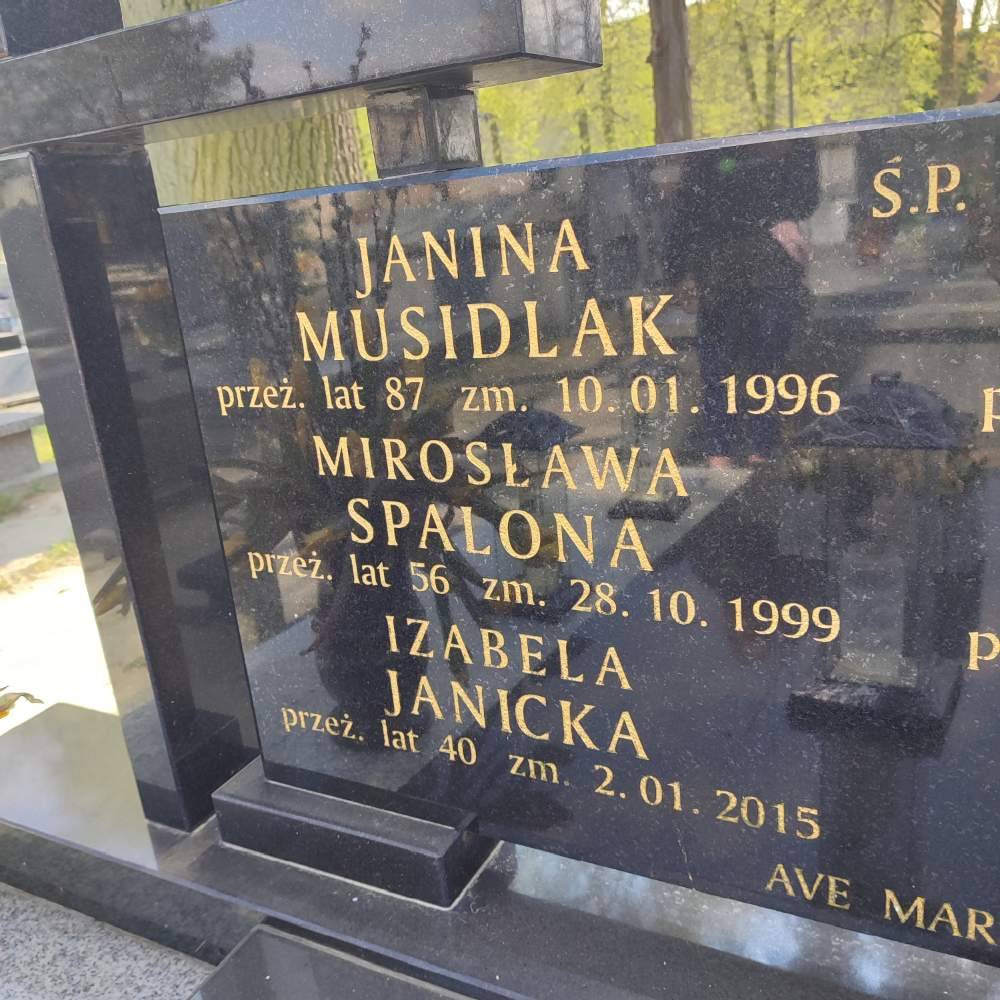 Ś.P.
JANINA
MUSIDLAK
przeż. lat 87 zm. 10.01.1996
MIROSŁAWA
SPALONA
przeż. lat 56 zm. 28.10.1999
IZABELA
JANICKA
przeż. lat 40 zm. 2.01.2015
AVE MAR